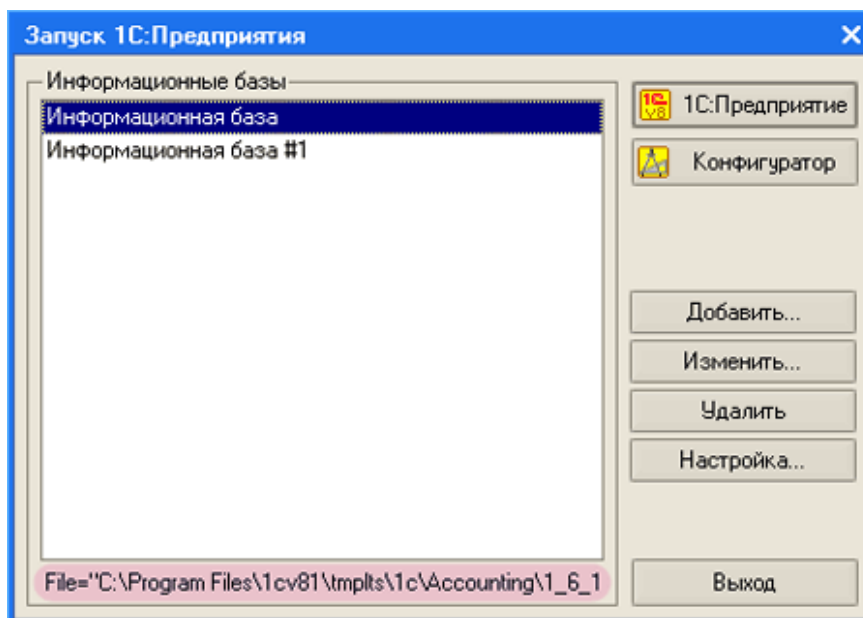 Запуск 1С:Предприятия
Информационные базы
Информационная база
Информационная база #1
File="C:\Program Files\1cv81\tmplts\1c\Accounting\1_6_1
1С:Предприятие
Конфигуратор
Добавить...
Изменить...
Удалить
Настройка...
Выход